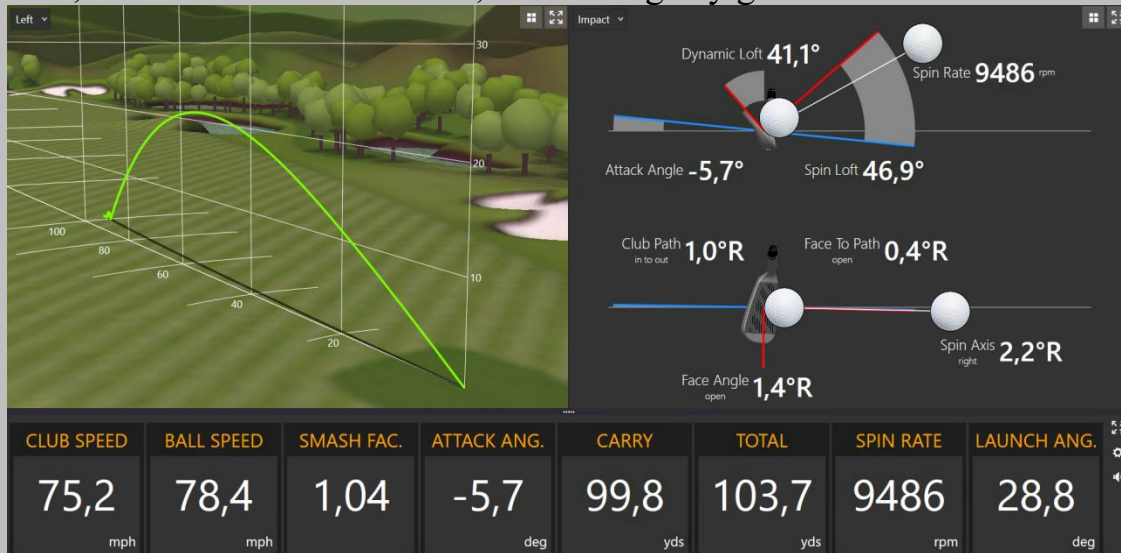 Left
30
20
10
100
80
60
40
20
Impact
Dynamic Loft 41,1°
Spin Rate 9486 rpm
Attack Angle -5,7°
Spin Loft 46,9°
Club Path in to out 1,0°R
Face To Path open 0,4°R
Spin Axis right 2,2°R
Face Angle open 1,4°R
CLUB SPEED BALL SPEED SMASH FAC. ATTACK ANG. CARRY TOTAL SPIN RATE LAUNCH ANG.
75,2 78,4 1,04 -5,7 99,8 103,7 9486 28,8
mph mph deg yds yds rpm deg